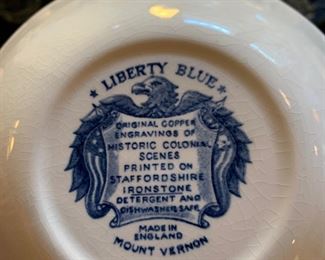 ★ LIBERTY BLUE ★
ORIGINAL COPPER
ENGRAVINGS OF
HISTORIC COLONIAL
SCENES
PRINTED ON
STAFFORDSHIRE
IRONSTONE
DETERGENT AND
DISHWASHER SAFE
MADE IN
ENGLAND
MOUNT VERNON